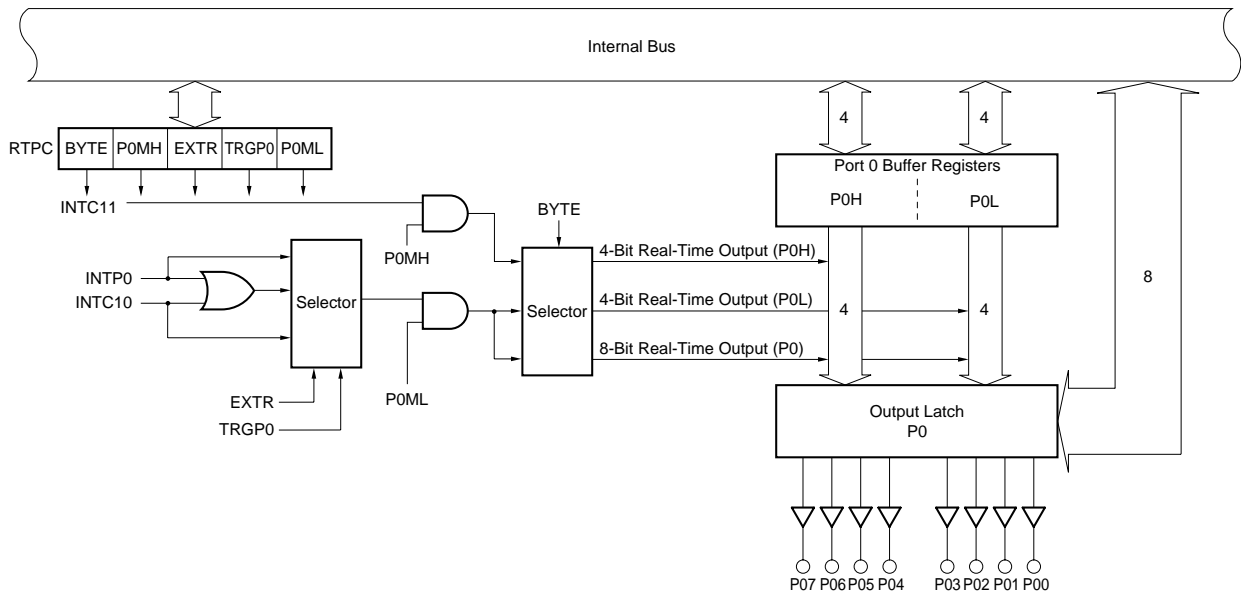 Internal Bus
RTPC BYTE P0MH EXTR TRGP0 P0ML
4 4
Port 0 Buffer Registers
P0H P0L
INTC11
BYTE
P0MH
INTP0
INTC10
Selector
Selector
4-Bit Real-Time Output (P0H)
4-Bit Real-Time Output (P0L)
8-Bit Real-Time Output (P0)
4 4
8
EXTR
TRGP0
P0ML
Output Latch
P0
P07 P06 P05 P04 P03 P02 P01 P00